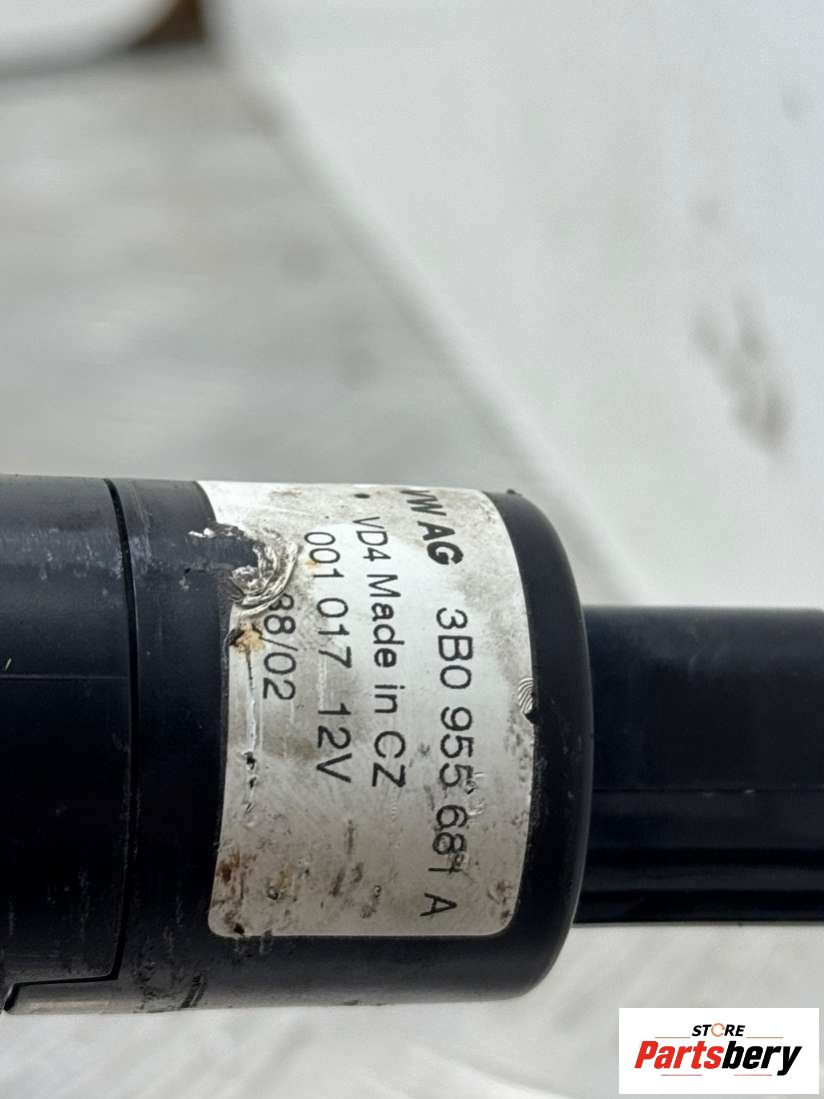 VW AG 3B0 955 681 A
VD4 Made in CZ
001 017 12V
38/02
STORE
Partsbery